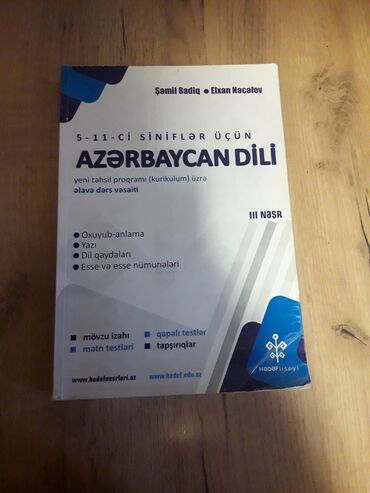 Şəmil Sadiq ● Elxan Nəcəfov
5-11-Cİ SİNİFLƏR ÜÇÜN
AZƏRBAYCAN DİLİ
yeni təhsil proqramı (kurikulum) üzrə
əlavə dərs vəsaiti
III NƏŞR
● Oxuyub-anlama
● Yazı
● Dil qaydaları
● Esse və esse nümunələri
■ mövzu izahı ■ qapalı testlər
■ mətn testləri ■ tapşırıqlar
www.hedefnesrleri.az www.hedef.edu.az
HƏDƏFliseyi